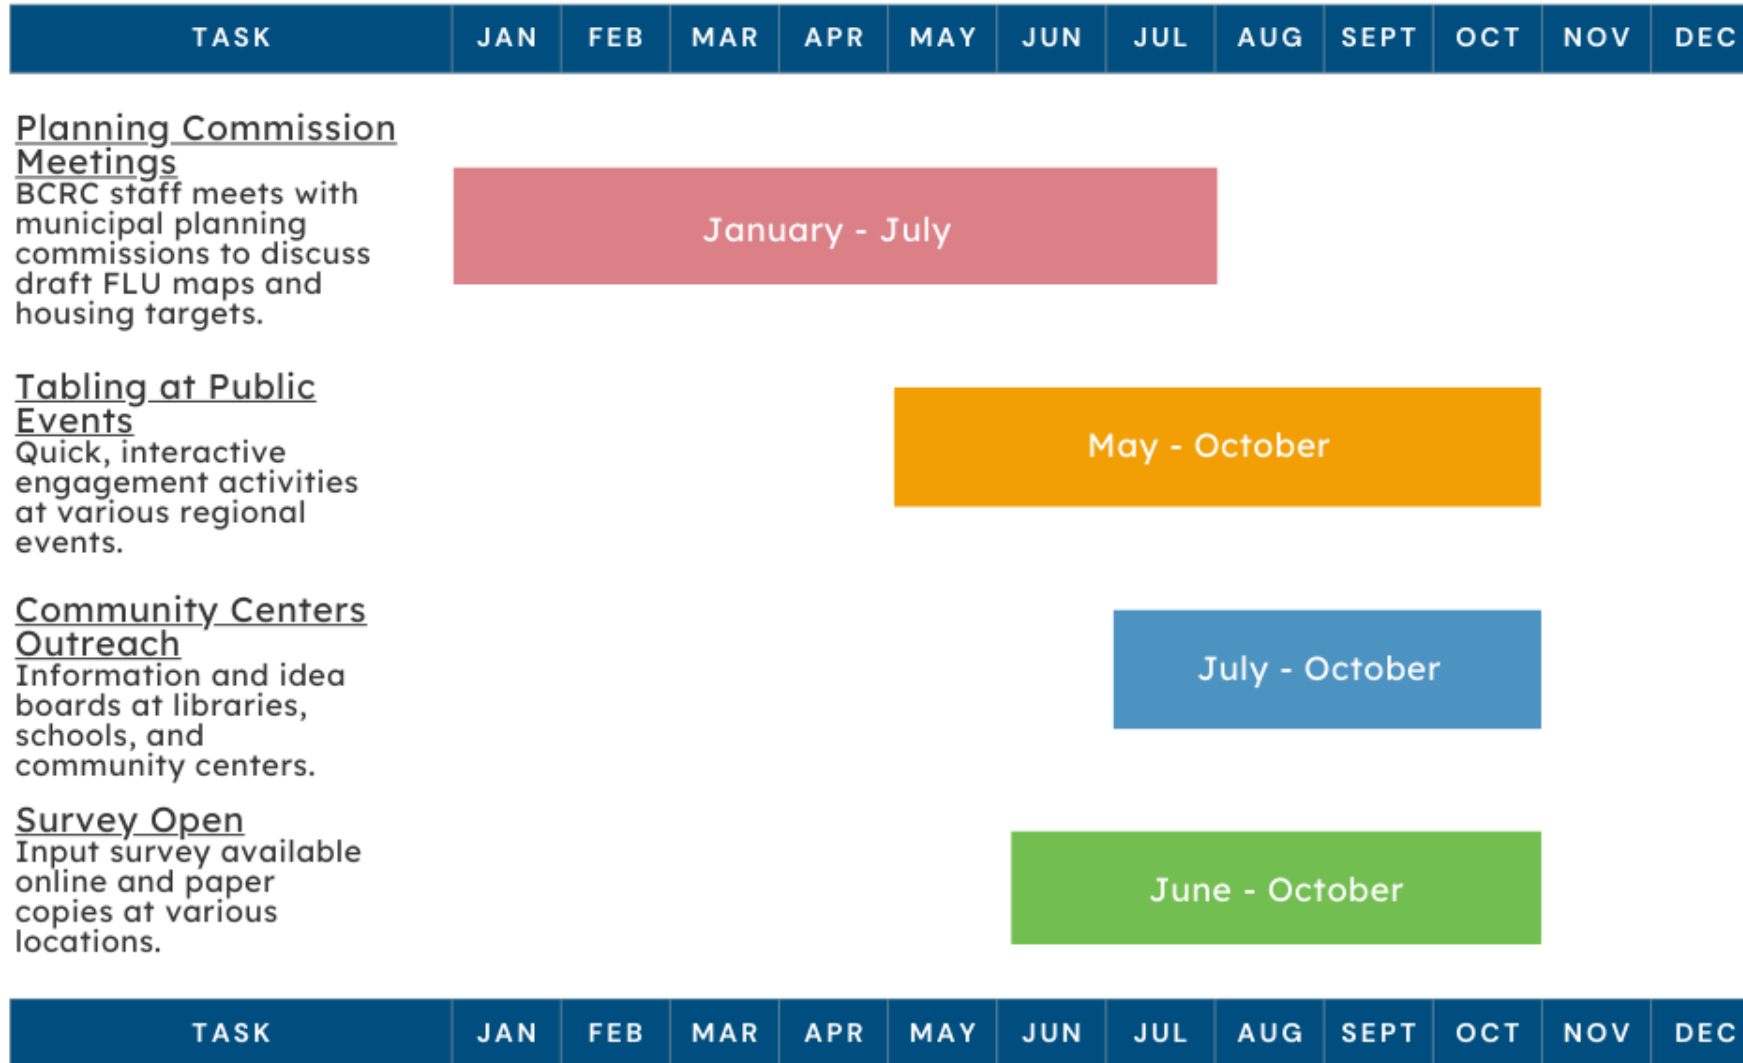 TASK JAN FEB MAR APR MAY JUN JUL AUG SEPT OCT NOV DEC
Planning Commission
Meetings
BCRC staff meets with
municipal planning
commissions to discuss
draft FLU maps and
housing targets.
January - July
Tabling at Public
Events
Quick, interactive
engagement activities
at various regional
events.
May - October
Community Centers
Outreach
Information and idea
boards at libraries,
schools, and
community centers.
July - October
Survey Open
Input survey available
online and paper
copies at various
locations.
June - October
TASK JAN FEB MAR APR MAY JUN JUL AUG SEPT OCT NOV DEC